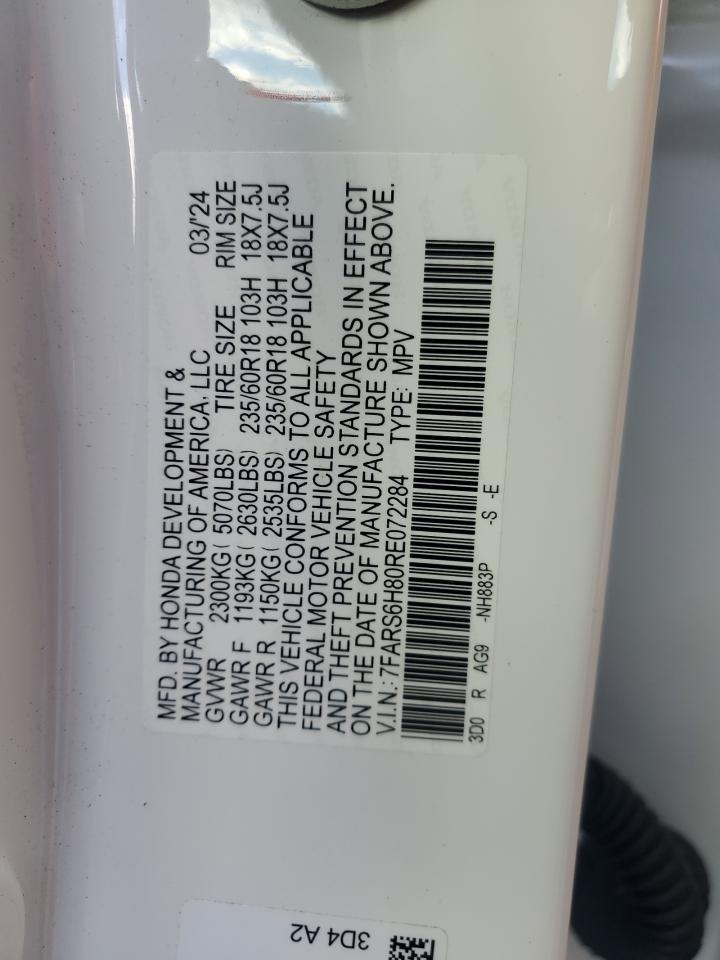 MFD. BY HONDA DEVELOPMENT &
MANUFACTURING OF AMERICA, LLC 03/'24
GVWR 2300KG( 5070LBS) TIRE SIZE RIM SIZE
GAWR F 1193KG( 2630LBS) 235/60R18 103H 18X7.5J
GAWR R 1150KG( 2535LBS) 235/60R18 103H 18X7.5J
THIS VEHICLE CONFORMS TO ALL APPLICABLE
FEDERAL MOTOR VEHICLE SAFETY
AND THEFT PREVENTION STANDARDS IN EFFECT
ON THE DATE OF MANUFACTURE SHOWN ABOVE.
V.I.N.: 7FARS6H80RE072284 TYPE: MPV
3D0 R AG9 -NH883P -S -E
3D4 A2